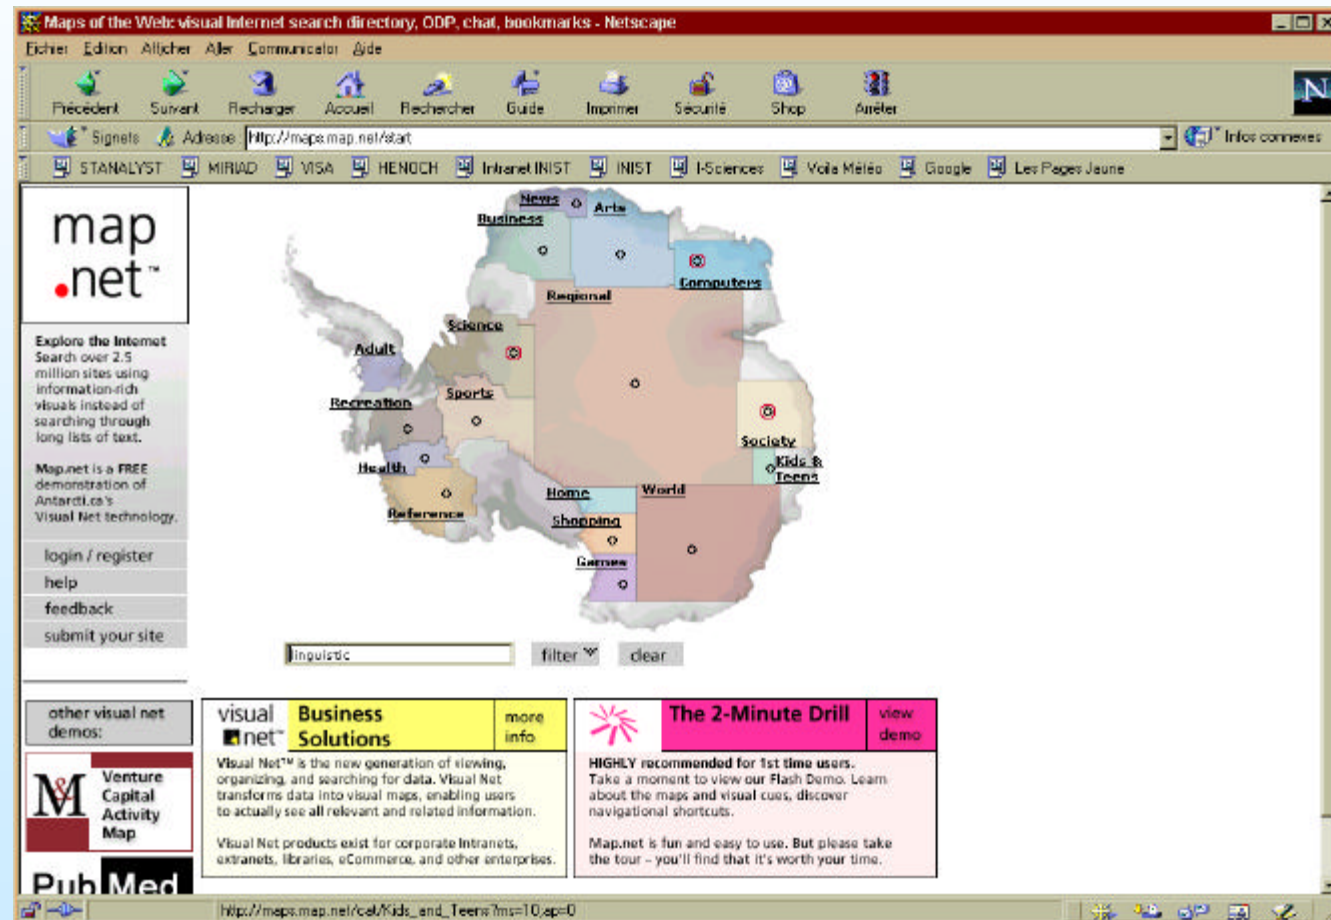 Maps of the Web: visual Internet search directory, ODP, chat, bookmarks - Netscape
Fichier Edition Afficher Aller Communicator Aide
Précédent Suivant Recharger Accueil Rechercher Guide Imprimer Sécurité Shop Arrêter
N
Signets Adresse http://maps.map.net/start Infos connexes
STANALYST MIRIAD VISA HENOCH Intranet INIST INIST I-Sciences Voila Météo Google Les Pages Jaune
map
.net™
Explore the Internet
Search over 2.5
million sites using
information-rich
visuals instead of
searching through
long lists of text.
Map.net is a FREE
demonstration of
Antarcti.ca's
Visual Net technology.
login / register
help
feedback
submit your site
other visual net
demos:
M&
Venture
Capital
Activity
Map
PubMed
News
Arts
Business
Computers
Regional
Science
Adult
Sports
Recreation
Society
Kids &
Teens
Health
Home
World
Reference
Shopping
Games
linguistic filter clear
visual
net™
Business
Solutions
more
info
Visual Net™ is the new generation of viewing,
organizing, and searching for data. Visual Net
transforms data into visual maps, enabling users
to actually see all relevant and related information.
Visual Net products exist for corporate Intranets,
extranets, libraries, eCommerce, and other enterprises.
The 2-Minute Drill
view
demo
HIGHLY recommended for 1st time users.
Take a moment to view our Flash Demo. Learn
about the maps and visual cues, discover
navigational shortcuts.
Map.net is fun and easy to use. But please take
the tour – you'll find that it's worth your time.
http://maps.map.net/cat/Kids_and_Teens?ms=10;ap=0